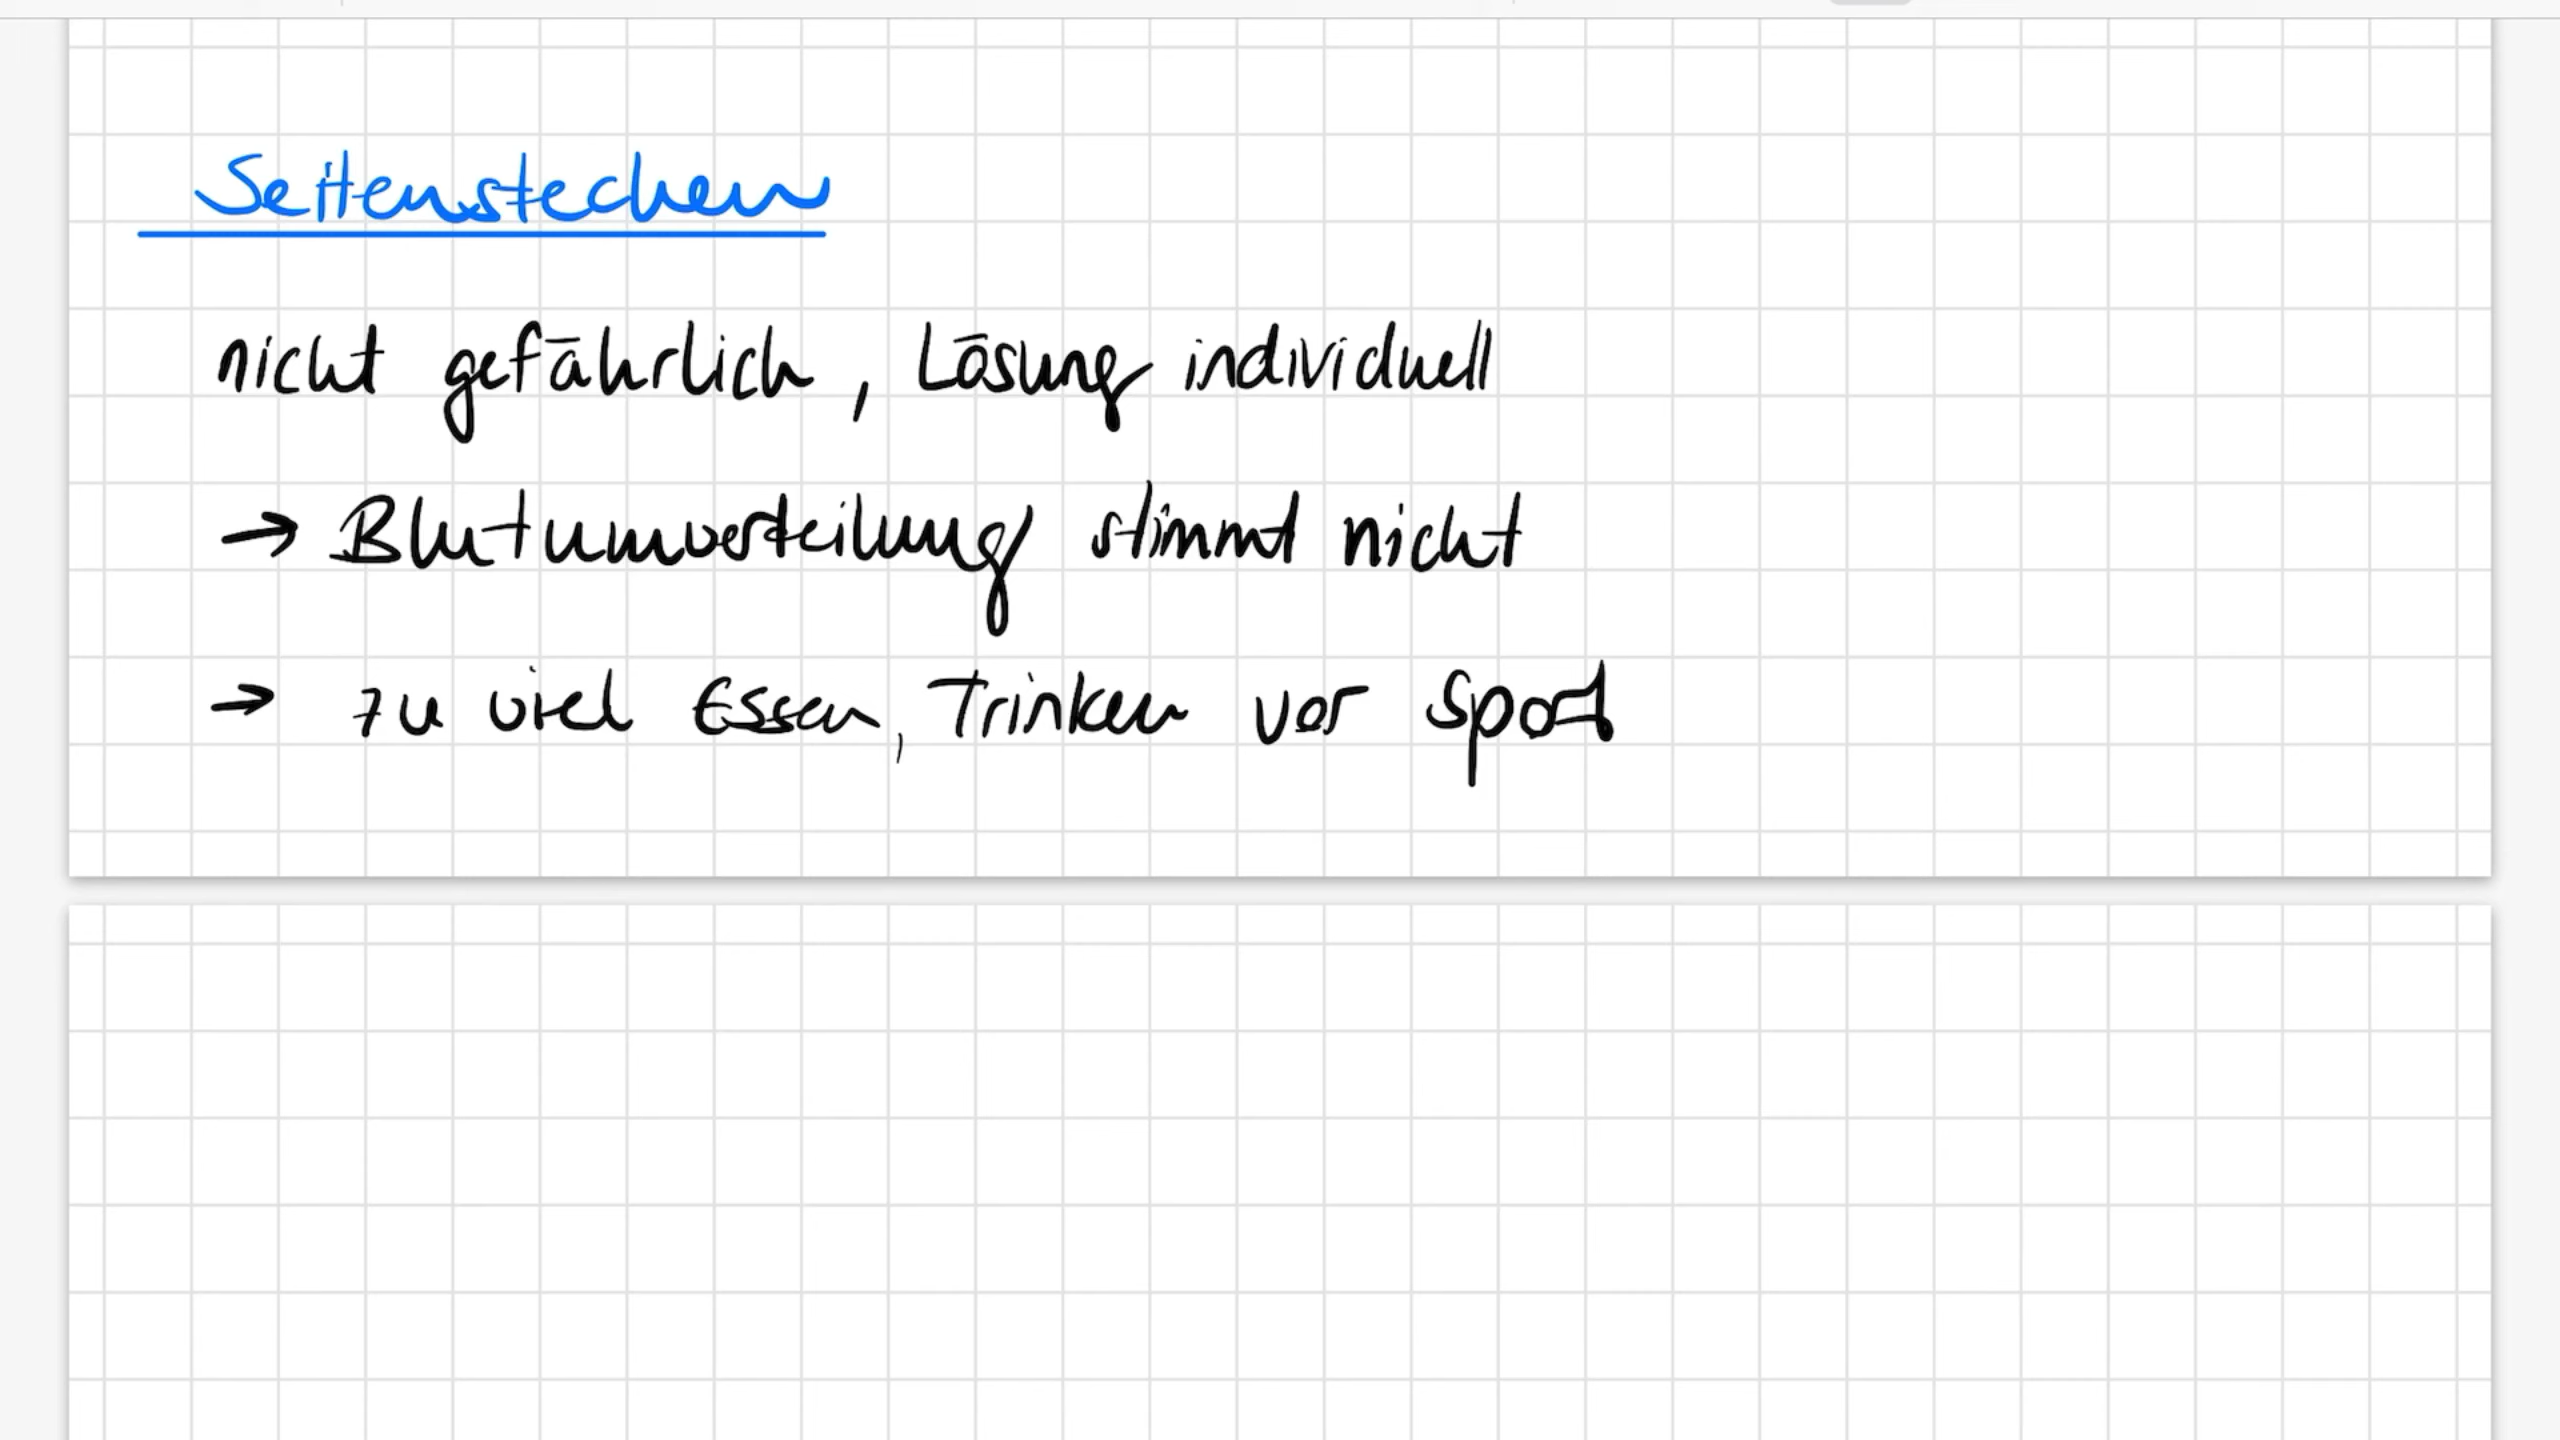 Seitenstechen
nicht gefährlich, Lösung individuell
→ Blutumverteilung stimmt nicht
→ zu viel Essen, Trinken vor Sport